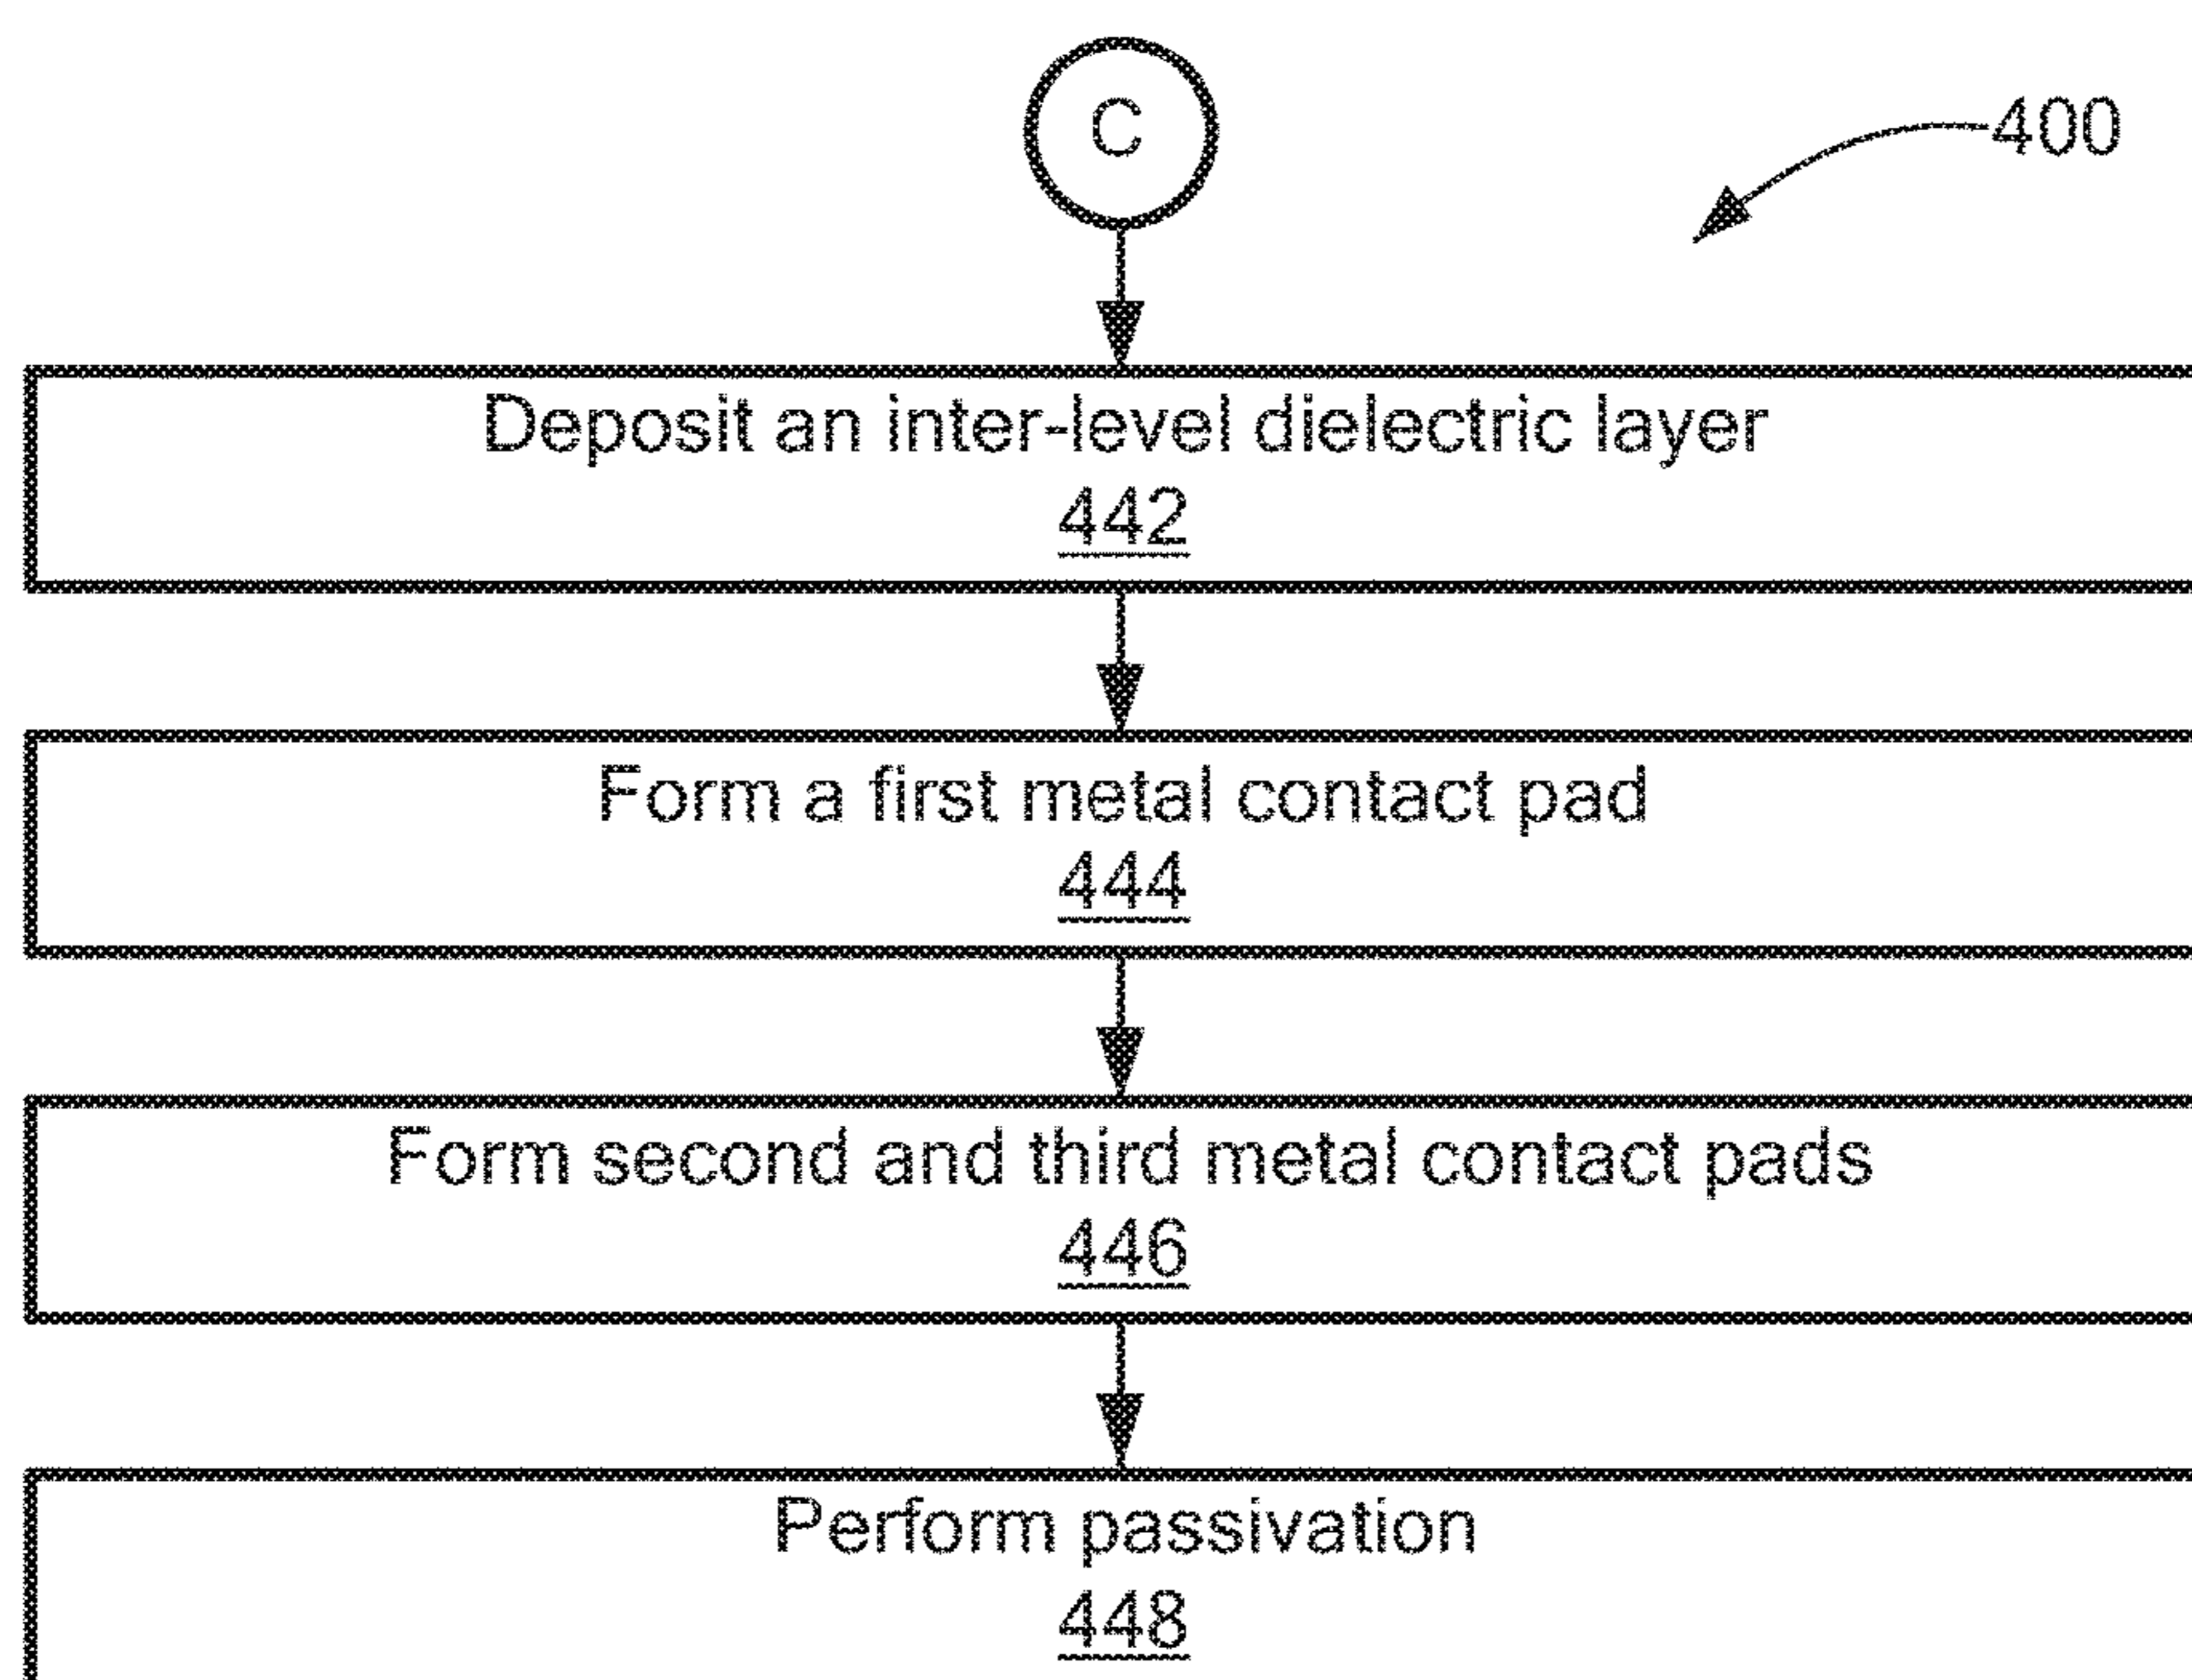 C
400
Deposit an inter-level dielectric layer
442
Form a first metal contact pad
444
Form second and third metal contact pads
446
Perform passivation
448